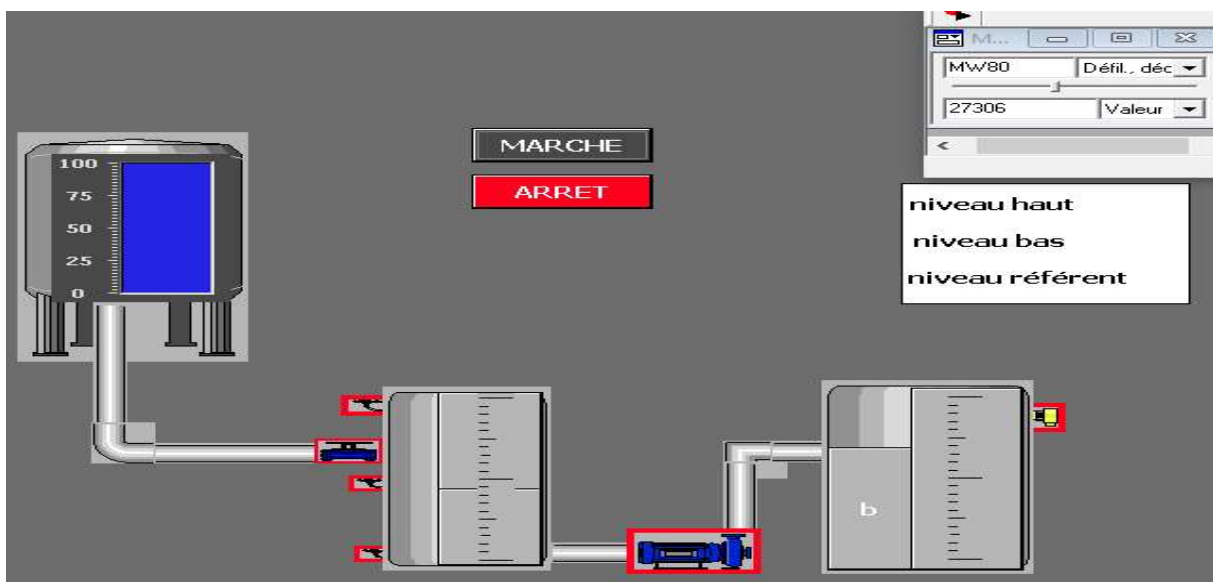 M...
MW80 Défil., déc
27306 Valeur
<
MARCHE
ARRET
niveau haut
niveau bas
niveau référent
100
75
50
25
0
b